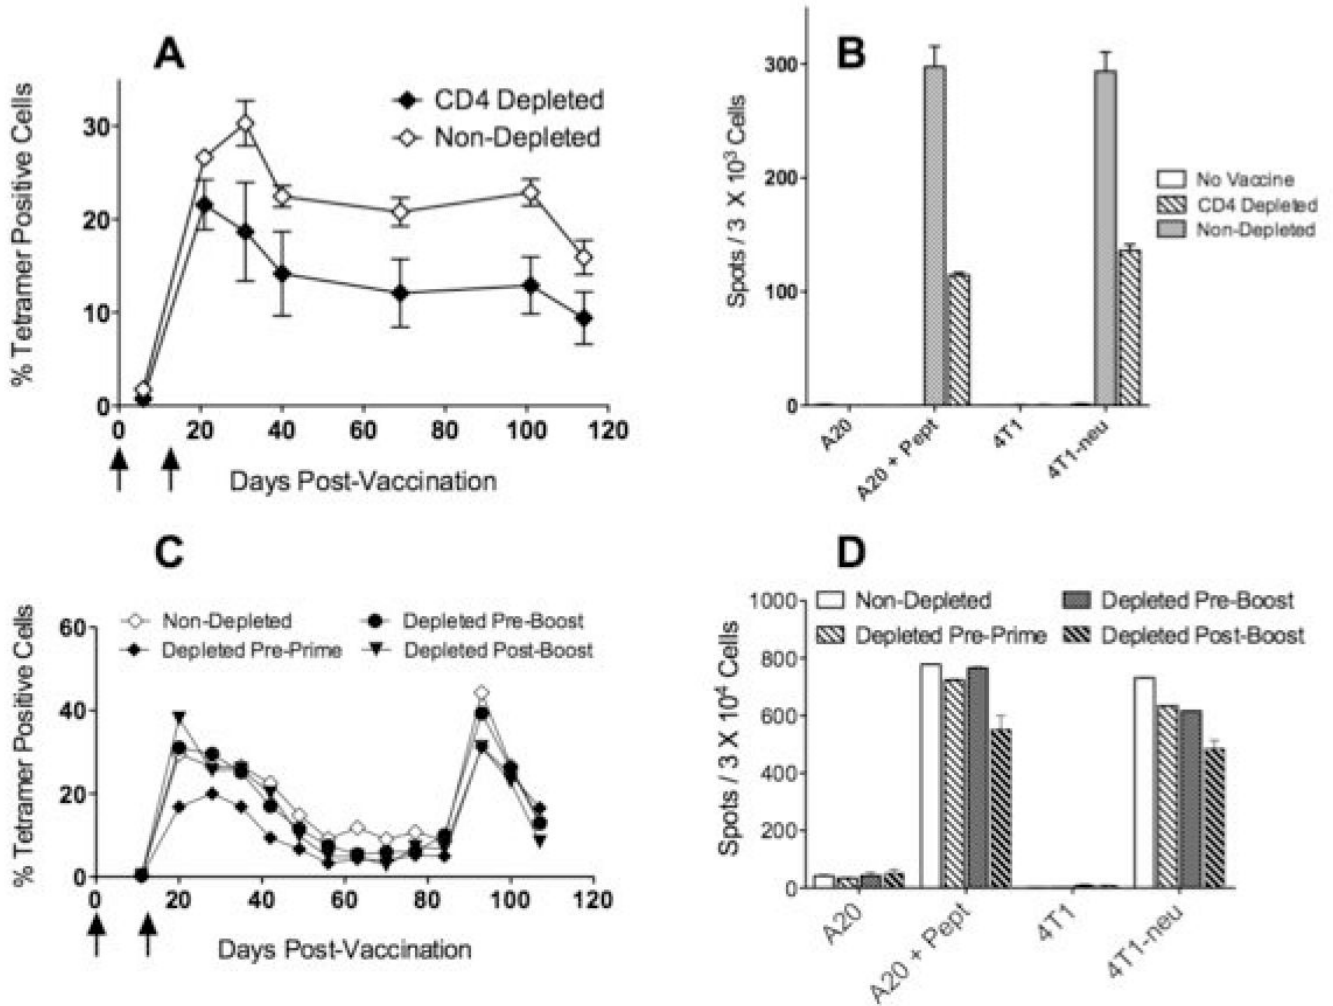 A
% Tetramer Positive Cells
CD4 Depleted
Non-Depleted
30
20
10
0
0 20 40 60 80 100 120
Days Post-Vaccination
B
Spots / 3 X 10³ Cells
300
200
100
0
No Vaccine
CD4 Depleted
Non-Depleted
A20 A20 + Pept 4T1 4T1-neu
C
% Tetramer Positive Cells
Non-Depleted Depleted Pre-Boost
Depleted Pre-Prime Depleted Post-Boost
60
40
20
0
0 20 40 60 80 100 120
Days Post-Vaccination
D
Spots / 3 X 10⁴ Cells
Non-Depleted Depleted Pre-Boost
Depleted Pre-Prime Depleted Post-Boost
1000
800
600
400
200
0
A20 A20 + Pept 4T1 4T1-neu